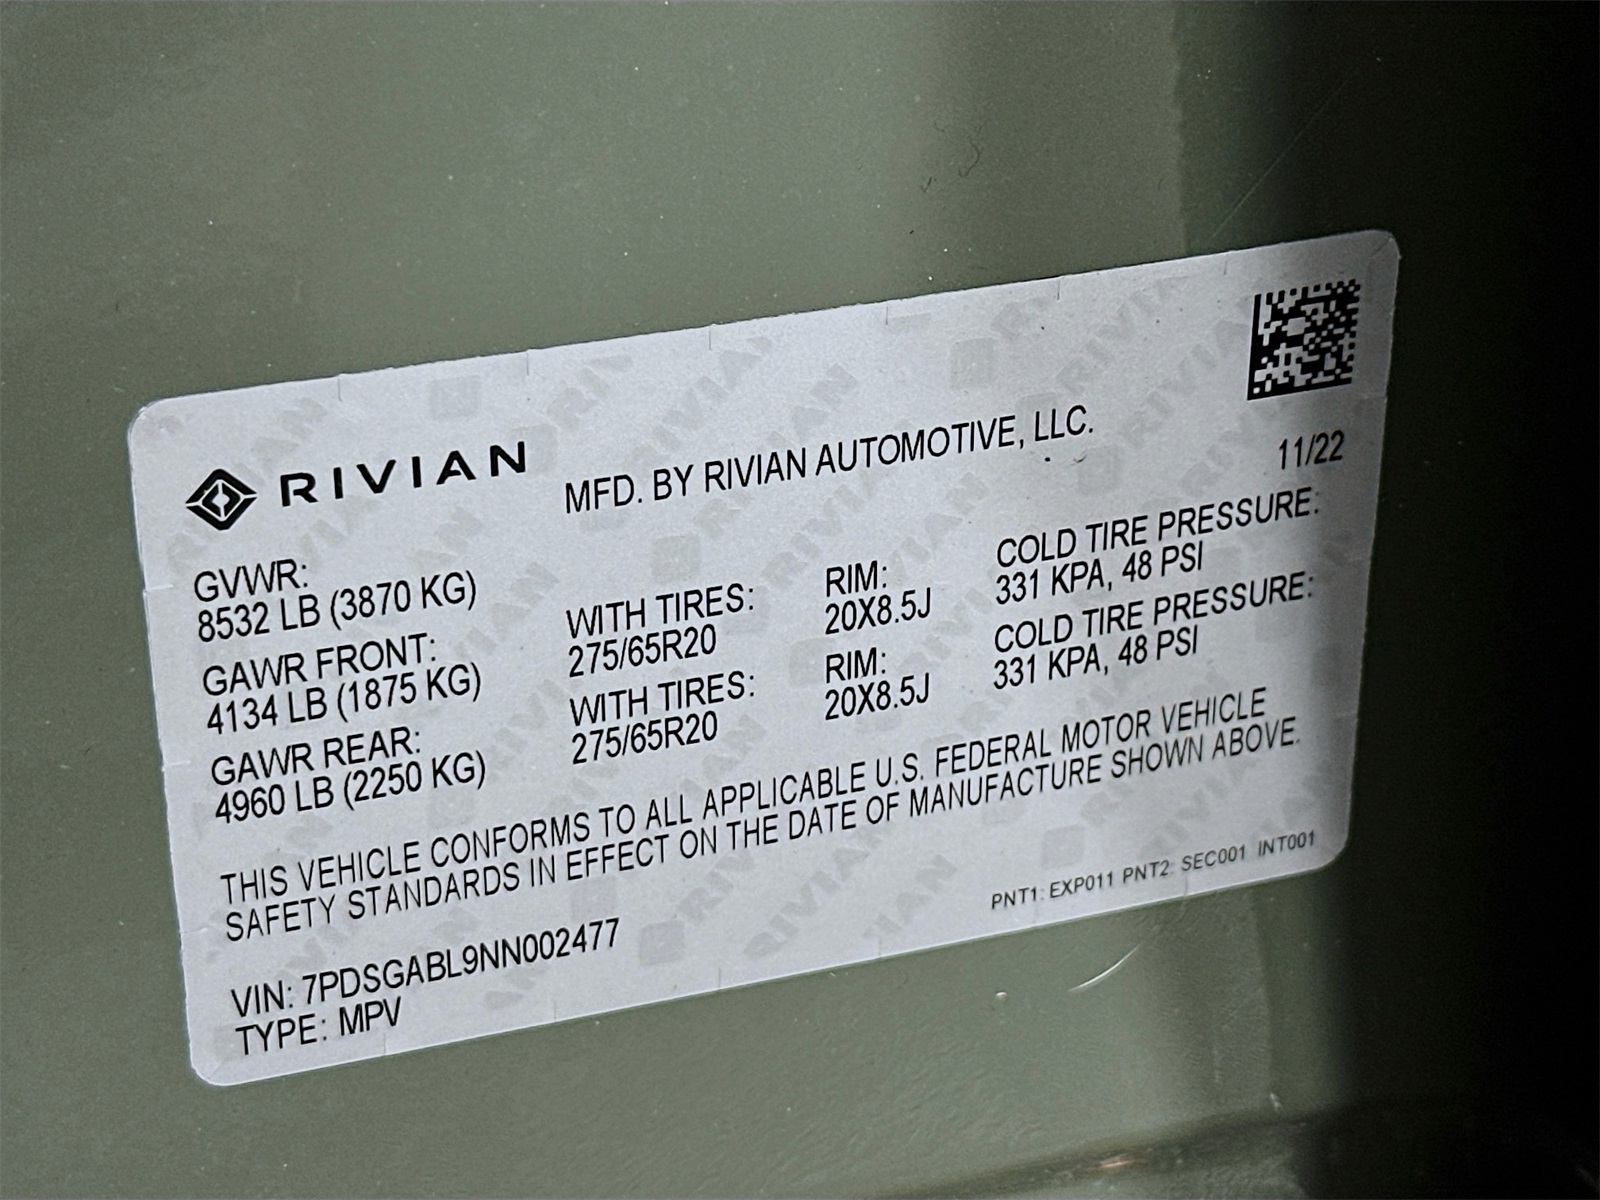 RIVIAN MFD. BY RIVIAN AUTOMOTIVE, LLC. 11/22
GVWR:
8532 LB (3870 KG)
GAWR FRONT: WITH TIRES: RIM: COLD TIRE PRESSURE:
4134 LB (1875 KG) 275/65R20 20X8.5J 331 KPA, 48 PSI
GAWR REAR: WITH TIRES: RIM: COLD TIRE PRESSURE:
4960 LB (2250 KG) 275/65R20 20X8.5J 331 KPA, 48 PSI
THIS VEHICLE CONFORMS TO ALL APPLICABLE U.S. FEDERAL MOTOR VEHICLE
SAFETY STANDARDS IN EFFECT ON THE DATE OF MANUFACTURE SHOWN ABOVE.
PNT1: EXP011 PNT2: SEC001 INT001
VIN: 7PDSGABL9NN002477
TYPE: MPV